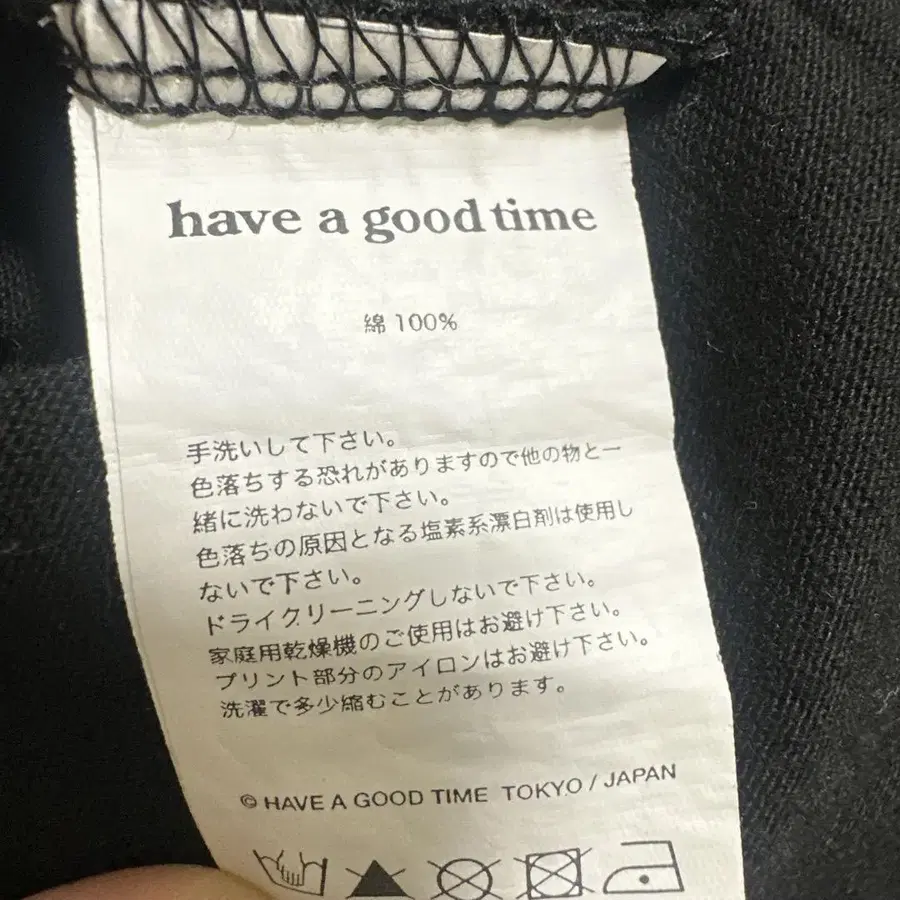 have a good time
綿 100%
手洗いして下さい。
色落ちする恐れがありますので他の物と一
緒に洗わないで下さい。
色落ちの原因となる塩素系漂白剤は使用し
ないで下さい。
ドライクリーニングしないで下さい。
家庭用乾燥機のご使用はお避け下さい。
プリント部分のアイロンはお避け下さい。
洗濯で多少縮むことがあります。
© HAVE A GOOD TIME TOKYO / JAPAN